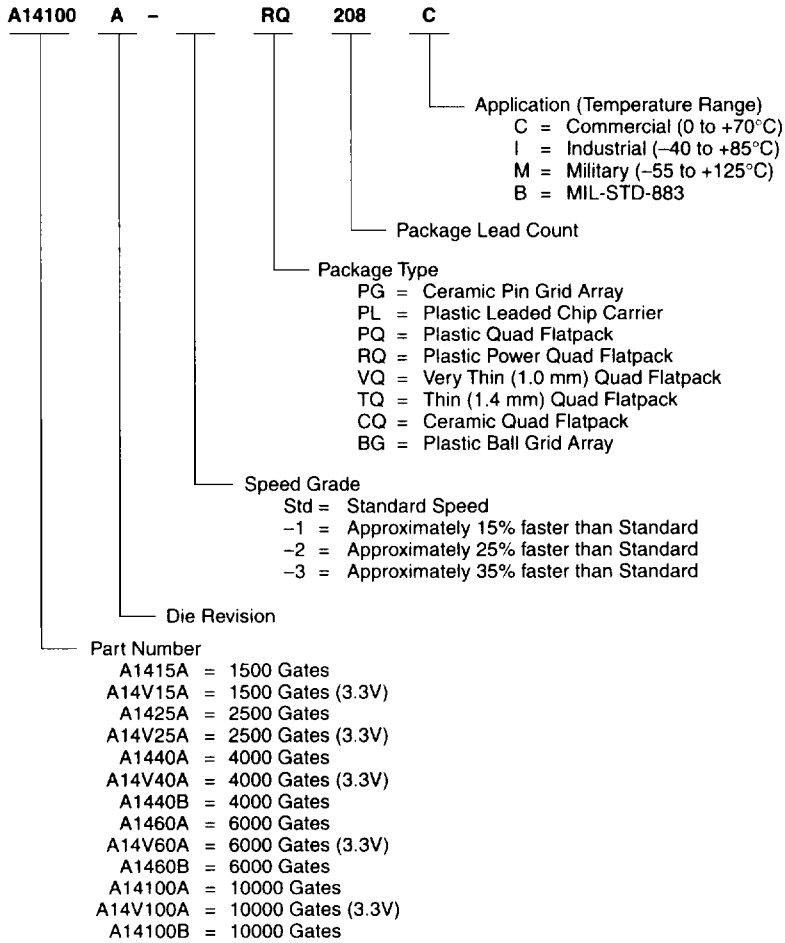 A14100 A – RQ 208 C
Application (Temperature Range)
C = Commercial (0 to +70°C)
I = Industrial (–40 to +85°C)
M = Military (–55 to +125°C)
B = MIL-STD-883
Package Lead Count
Package Type
PG = Ceramic Pin Grid Array
PL = Plastic Leaded Chip Carrier
PQ = Plastic Quad Flatpack
RQ = Plastic Power Quad Flatpack
VQ = Very Thin (1.0 mm) Quad Flatpack
TQ = Thin (1.4 mm) Quad Flatpack
CQ = Ceramic Quad Flatpack
BG = Plastic Ball Grid Array
Speed Grade
Std = Standard Speed
–1 = Approximately 15% faster than Standard
–2 = Approximately 25% faster than Standard
–3 = Approximately 35% faster than Standard
Die Revision
Part Number
A1415A = 1500 Gates
A14V15A = 1500 Gates (3.3V)
A1425A = 2500 Gates
A14V25A = 2500 Gates (3.3V)
A1440A = 4000 Gates
A14V40A = 4000 Gates (3.3V)
A1440B = 4000 Gates
A1460A = 6000 Gates
A14V60A = 6000 Gates (3.3V)
A1460B = 6000 Gates
A14100A = 10000 Gates
A14V100A = 10000 Gates (3.3V)
A14100B = 10000 Gates